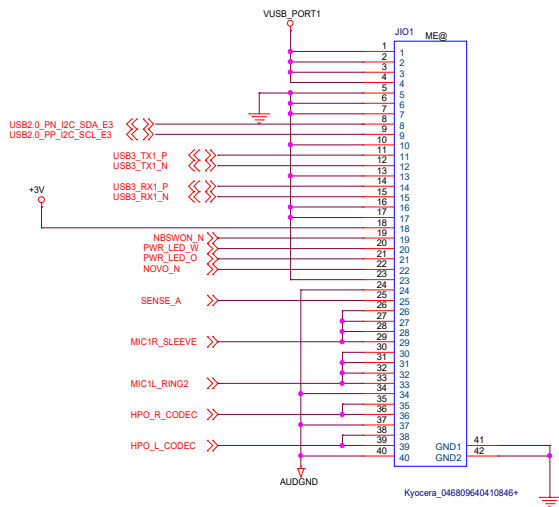 VUSB_PORT1
JIO1
ME@
1 1
2 2
3 3
4 4
5 5
6 6
7 7
USB2.0_PN_I2C_SDA_E3 8 8
USB2.0_PP_I2C_SCL_E3 9 9
10 10
USB3_TX1_P 11 11
USB3_TX1_N 12 12
13 13
USB3_RX1_P 14 14
USB3_RX1_N 15 15
16 16
17 17
+3V 18 18
NBSWON_N 19 19
PWR_LED_W 20 20
PWR_LED_O 21 21
NOVO_N 22 22
23 23
24 24
SENSE_A 25 25
26 26
27 27
28 28
MIC1R_SLEEVE 29 29
30 30
31 31
32 32
MIC1L_RING2 33 33
34 34
35 35
HPO_R_CODEC 36 36
37 37
38 38
HPO_L_CODEC 39 39 GND1 41
40 40 GND2 42
AUDGND
Kyocera_046809640410846+